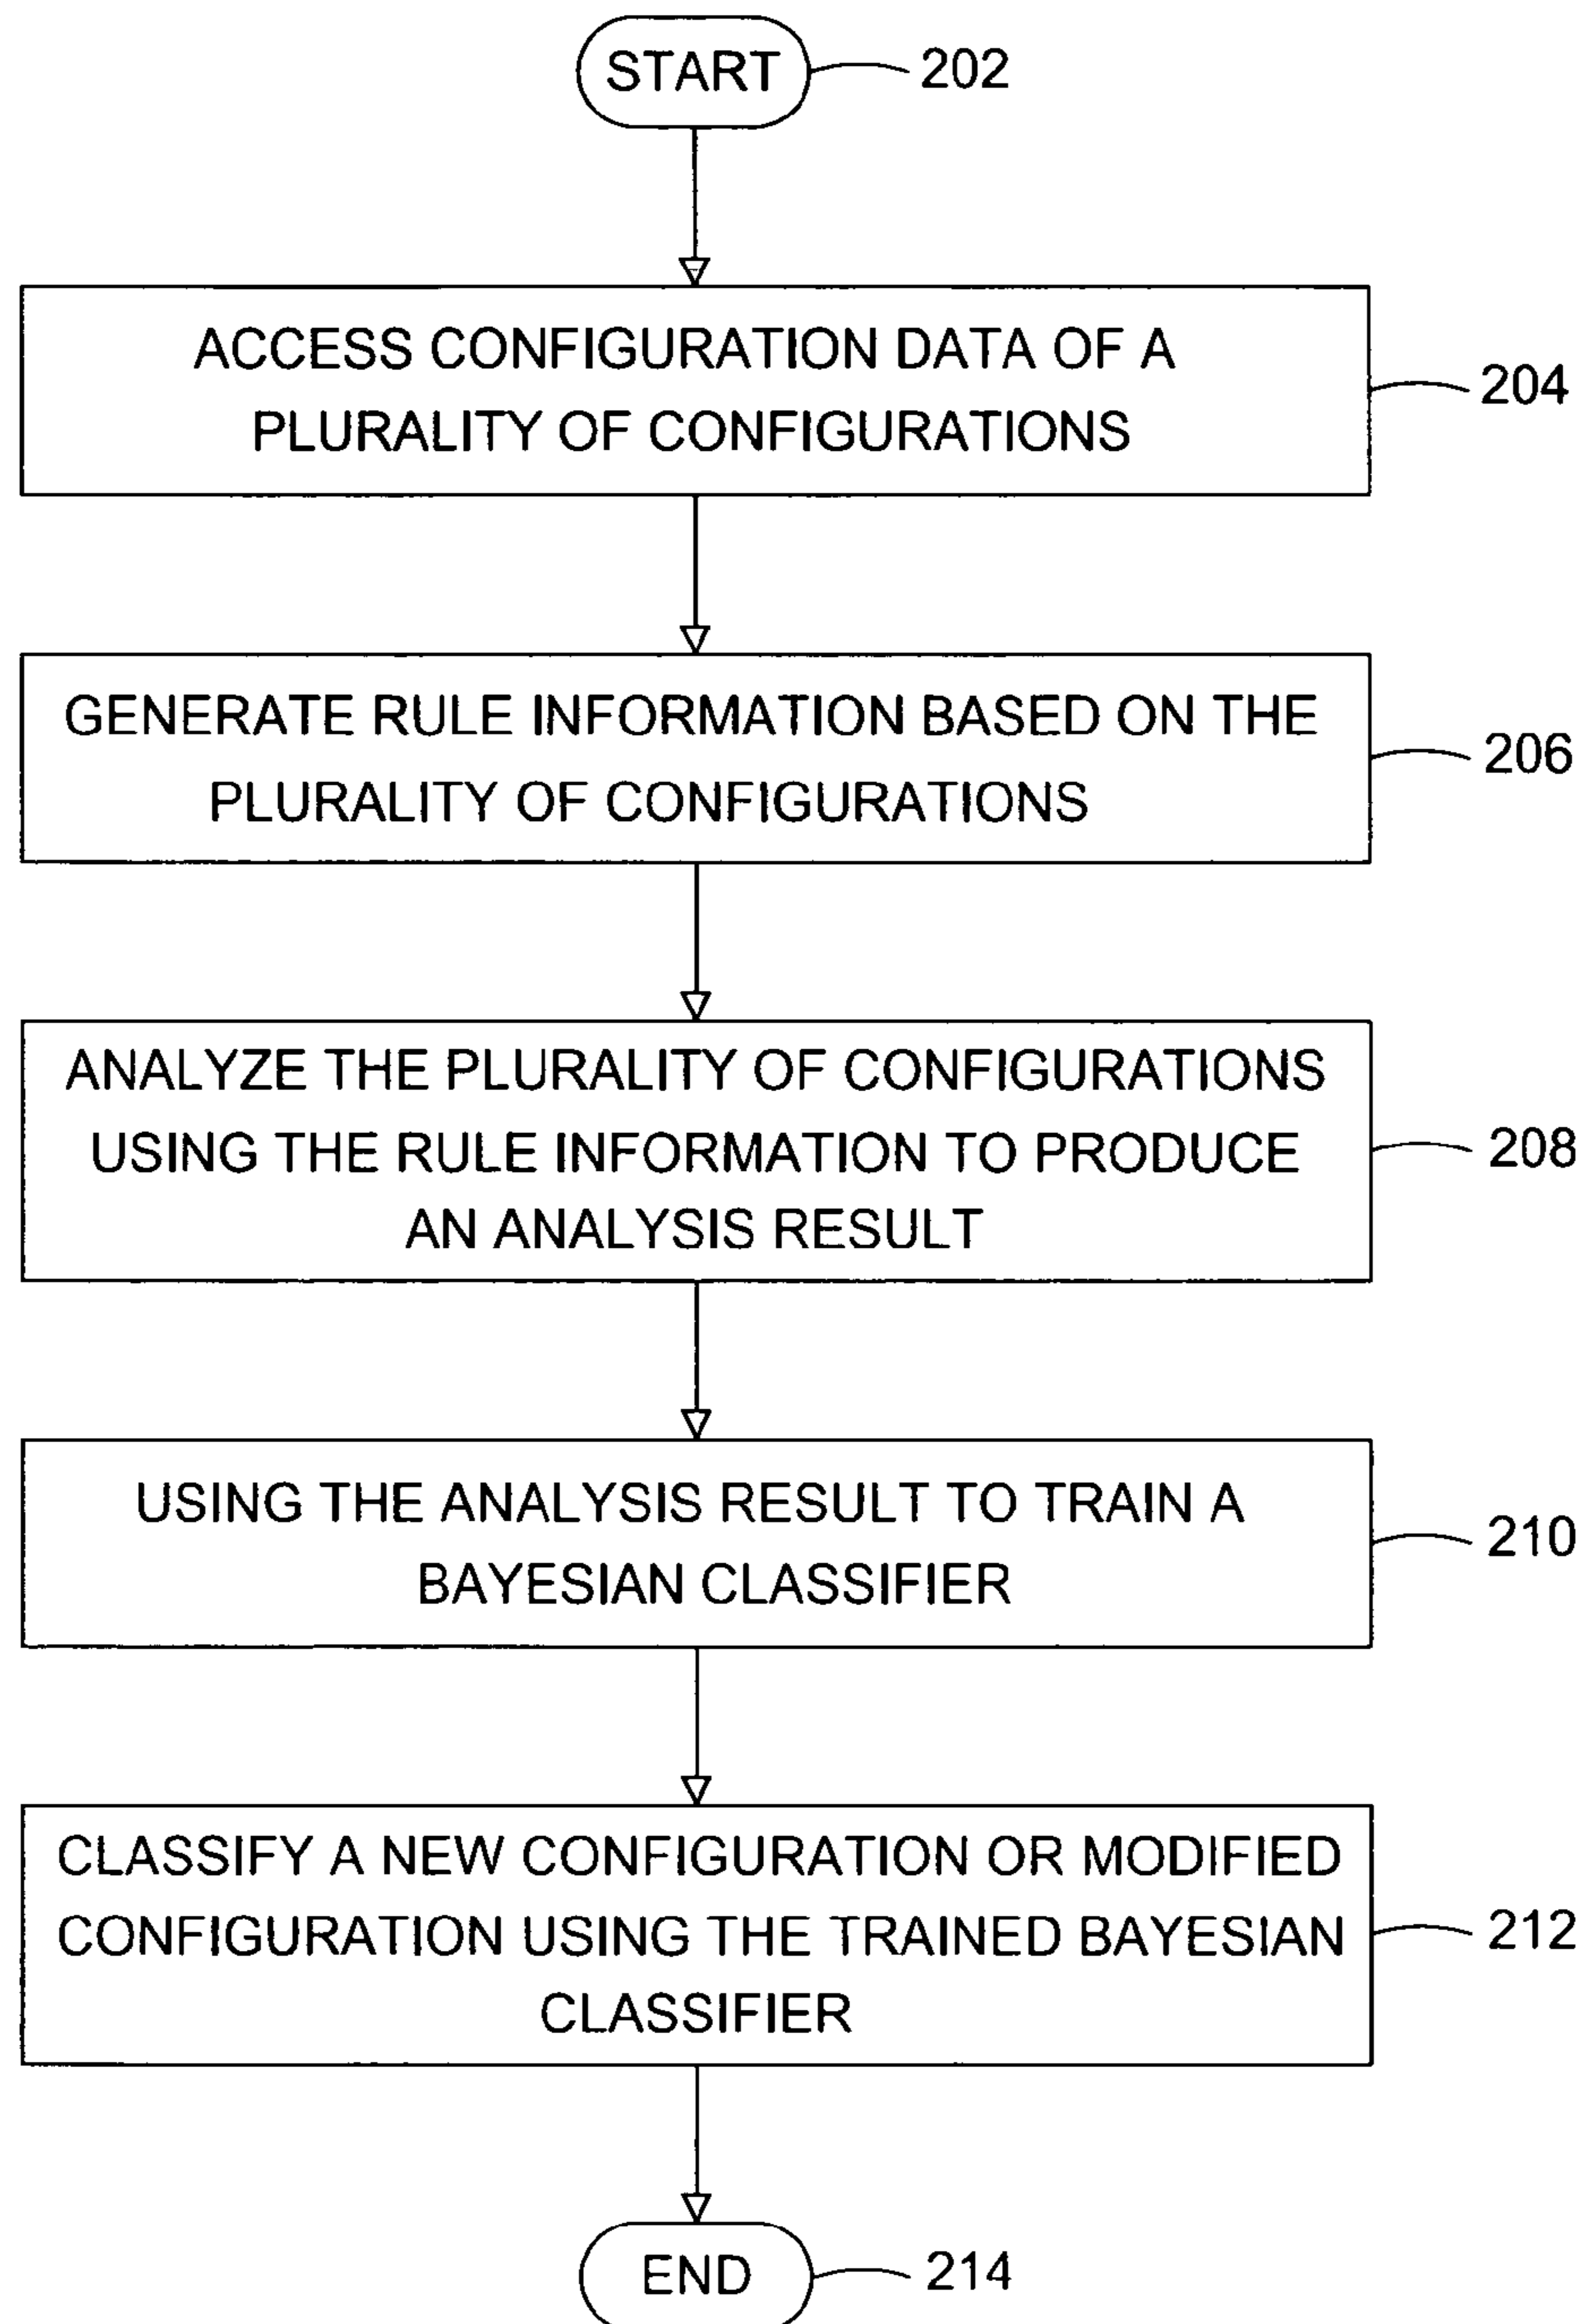 START
202
ACCESS CONFIGURATION DATA OF A
PLURALITY OF CONFIGURATIONS
204
GENERATE RULE INFORMATION BASED ON THE
PLURALITY OF CONFIGURATIONS
206
ANALYZE THE PLURALITY OF CONFIGURATIONS
USING THE RULE INFORMATION TO PRODUCE
AN ANALYSIS RESULT
208
USING THE ANALYSIS RESULT TO TRAIN A
BAYESIAN CLASSIFIER
210
CLASSIFY A NEW CONFIGURATION OR MODIFIED
CONFIGURATION USING THE TRAINED BAYESIAN
CLASSIFIER
212
END
214